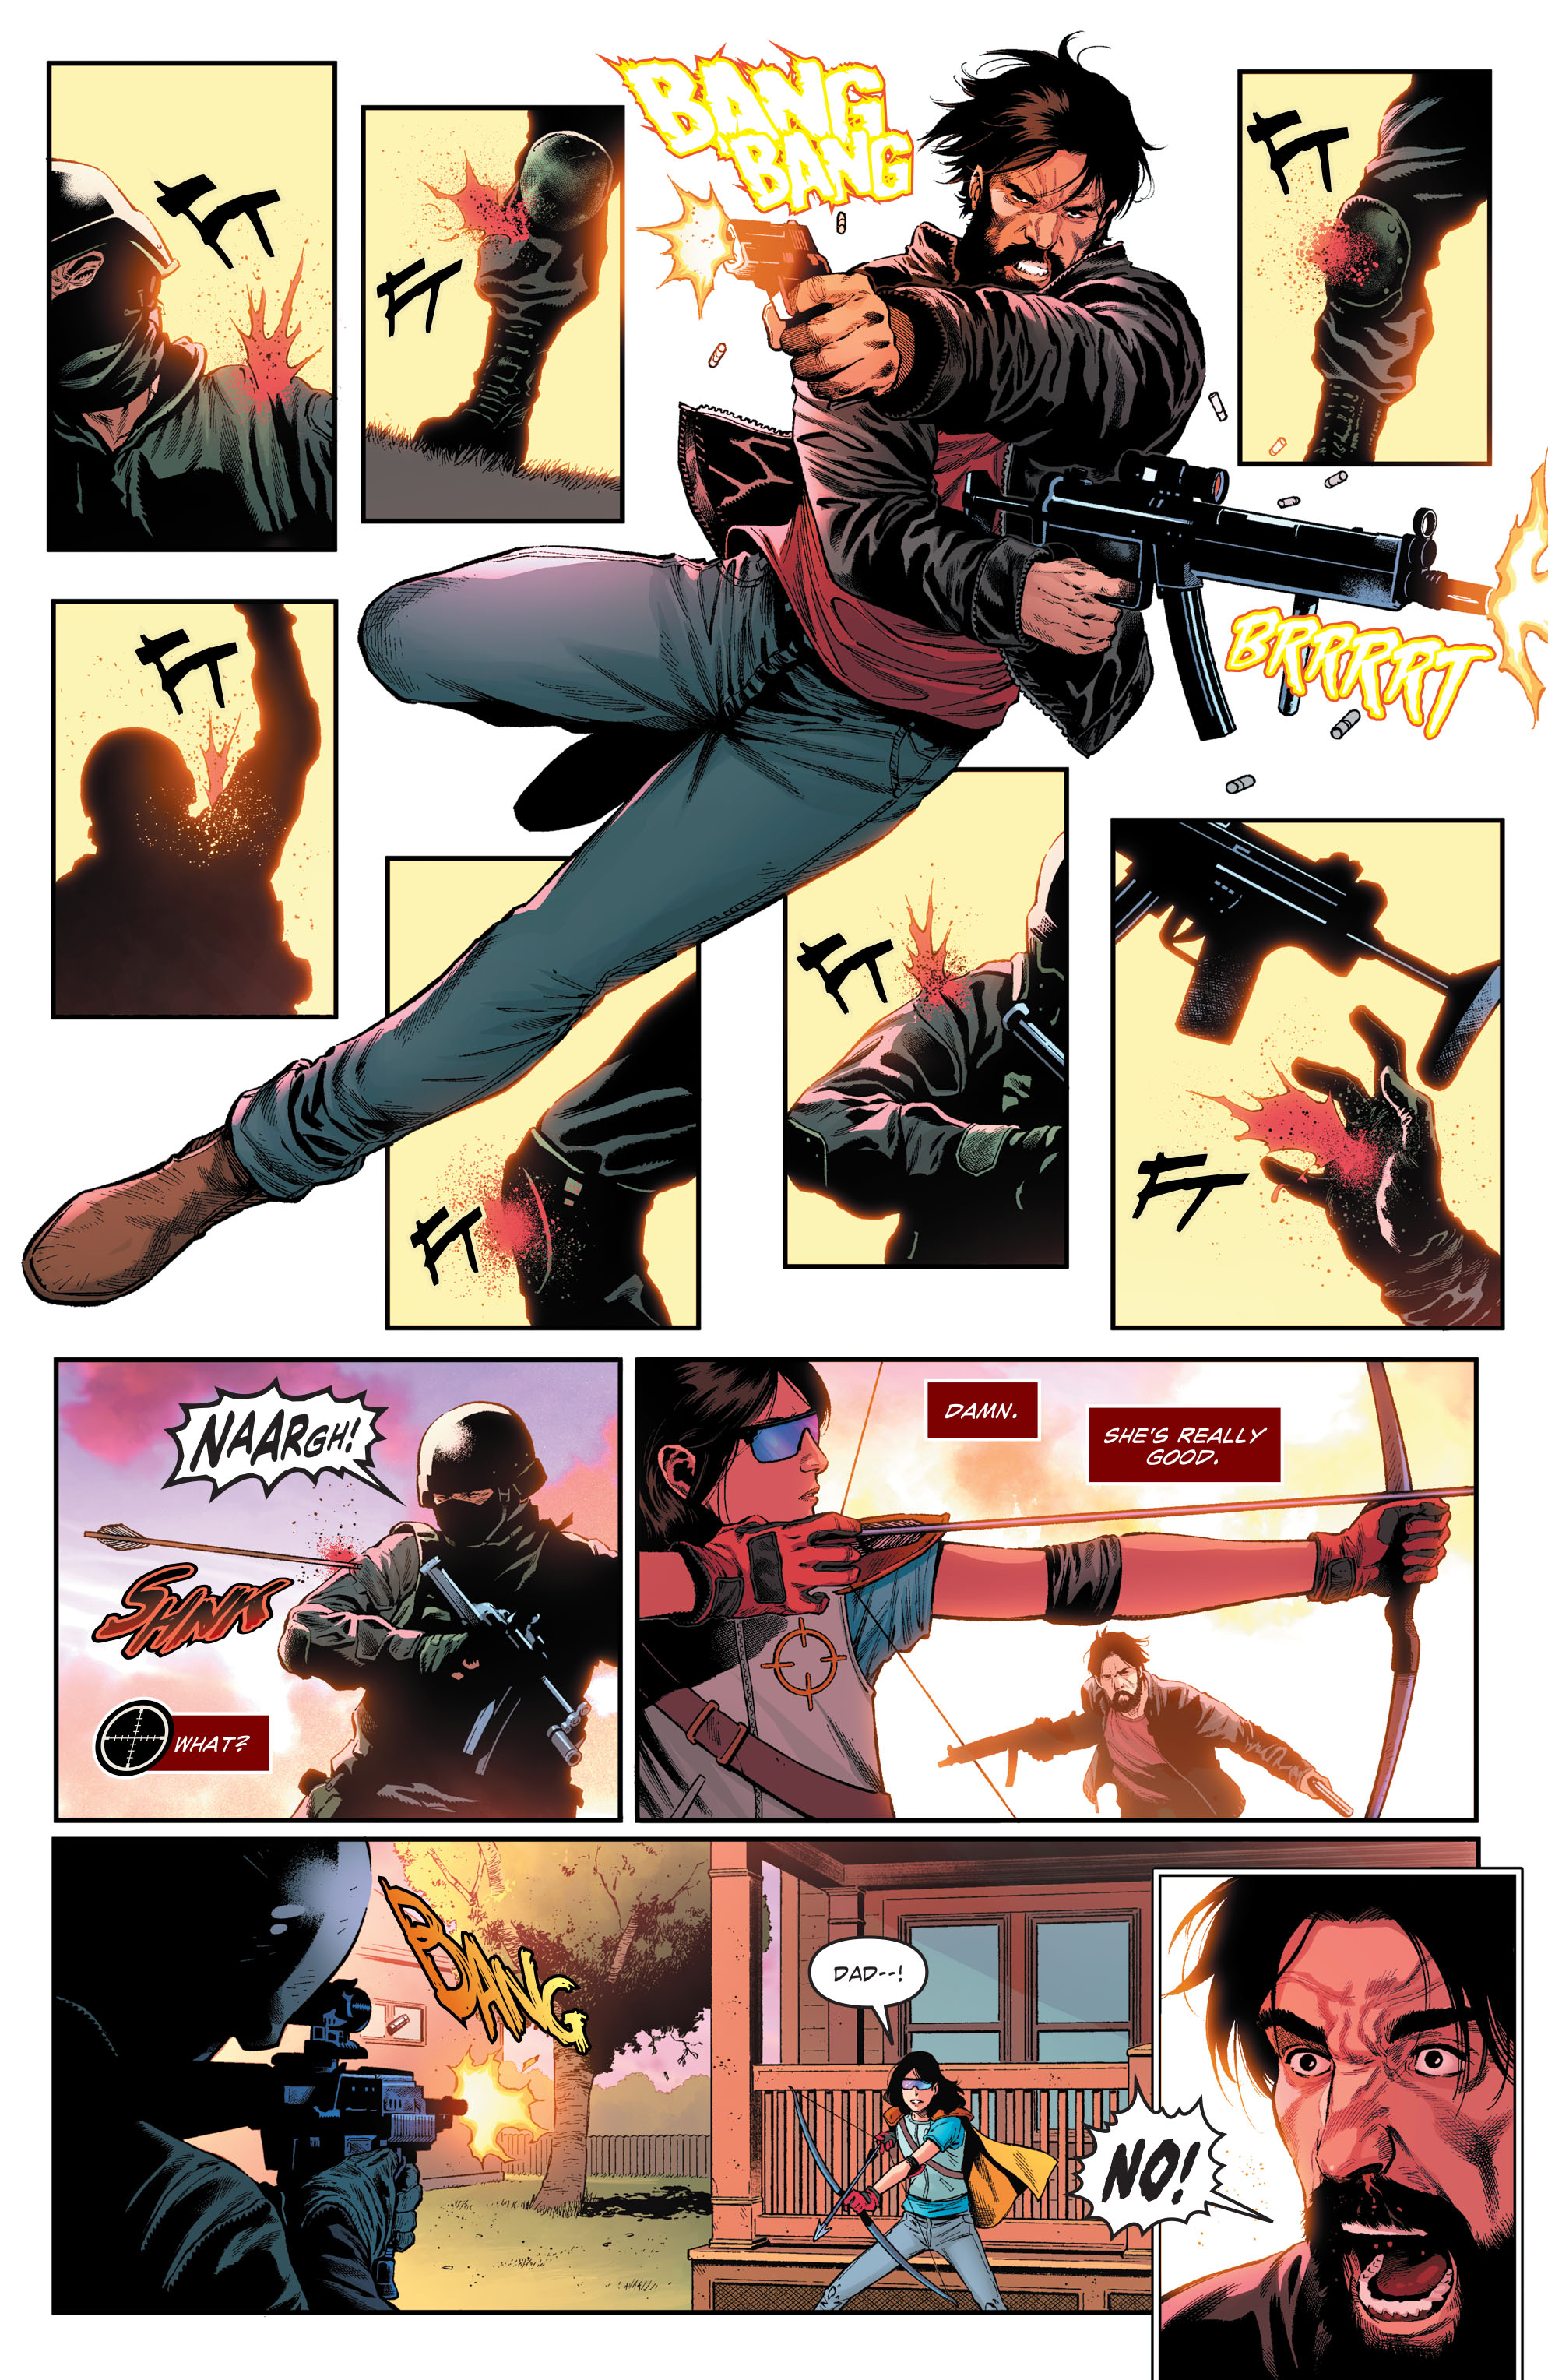 FT
FT
BANG
BANG
FT
BRRRRT
FT
FT
FT
FT
NAARGH!
SHNK
WHAT?
DAMN.
SHE'S REALLY
GOOD.
BANG
DAD--!
NO!